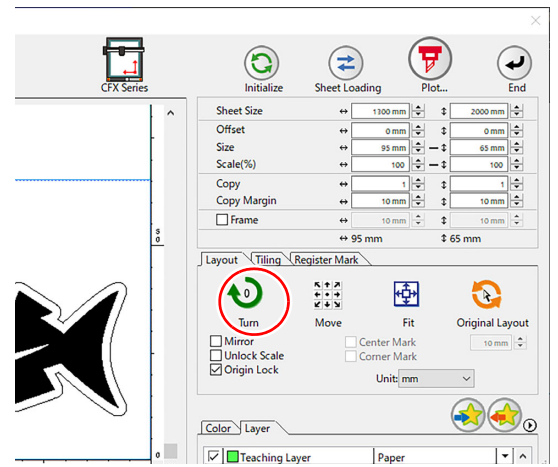 CFX Series
Initialize Sheet Loading Plot... End
Sheet Size 1300 mm 2000 mm
Offset 0 mm 0 mm
Size 95 mm 65 mm
Scale(%) 100 100
Copy 1 1
Copy Margin 10 mm 10 mm
Frame 10 mm 10 mm
95 mm 65 mm
Layout Tiling Register Mark
0
Turn Move Fit Original Layout
Mirror Center Mark 10 mm
Unlock Scale Corner Mark
Origin Lock
Unit: mm
Color Layer
Teaching Layer Paper
5
0
0